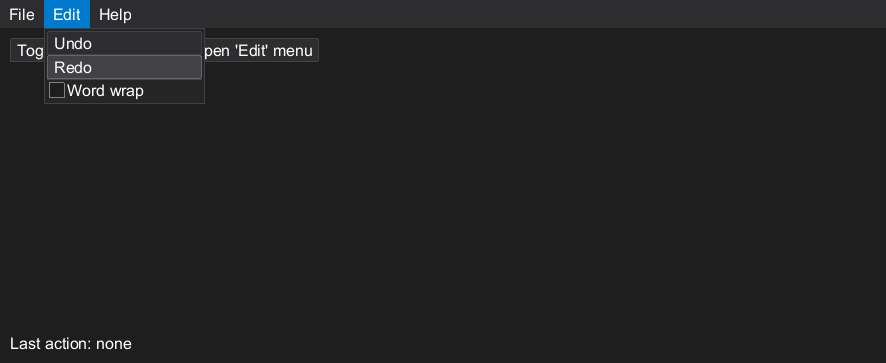 File Edit Help
Undo
Tog pen 'Edit' menu
Redo
Word wrap
Last action: none